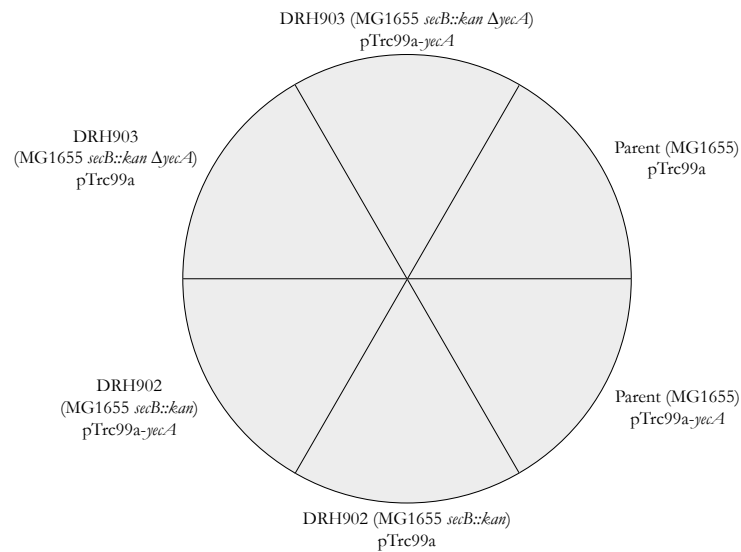 DRH903 (MG1655 secB::kan ΔyecA)
pTrc99a-yecA
Parent (MG1655)
pTrc99a
Parent (MG1655)
pTrc99a-yecA
DRH902 (MG1655 secB::kan)
pTrc99a
DRH902
(MG1655 secB::kan)
pTrc99a-yecA
DRH903
(MG1655 secB::kan ΔyecA)
pTrc99a